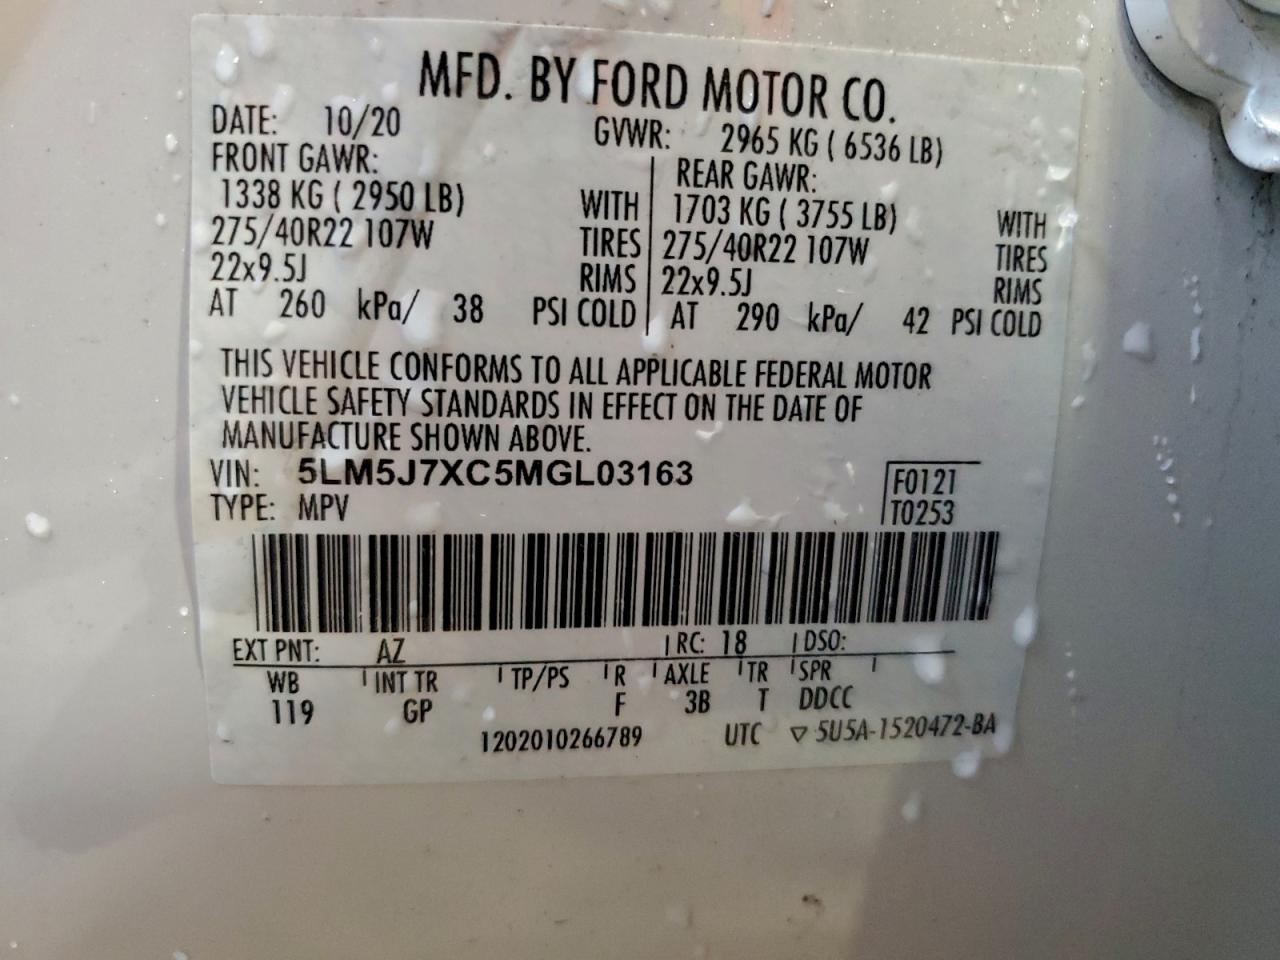 MFD. BY FORD MOTOR CO.
DATE: 10/20 GVWR: 2965 KG ( 6536 LB)
FRONT GAWR: REAR GAWR:
1338 KG ( 2950 LB) WITH 1703 KG ( 3755 LB) WITH
275/40R22 107W TIRES 275/40R22 107W TIRES
22x9.5J RIMS 22x9.5J RIMS
AT 260 kPa/ 38 PSI COLD AT 290 kPa/ 42 PSI COLD
THIS VEHICLE CONFORMS TO ALL APPLICABLE FEDERAL MOTOR
VEHICLE SAFETY STANDARDS IN EFFECT ON THE DATE OF
MANUFACTURE SHOWN ABOVE.
VIN: 5LM5J7XC5MGL03163 F0121
TYPE: MPV T0253
EXT PNT: AZ RC: 18 DSO:
WB INT TR TP/PS R AXLE TR SPR
119 GP F 3B T DDCC
1202010266789 UTC ▽ 5U5A-1520472-BA